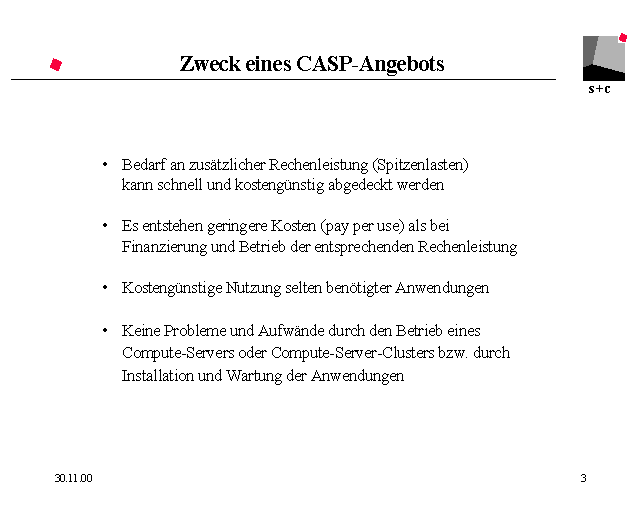 Zweck eines CASP-Angebots
s+c
• Bedarf an zusätzlicher Rechenleistung (Spitzenlasten)
kann schnell und kostengünstig abgedeckt werden
• Es entstehen geringere Kosten (pay per use) als bei
Finanzierung und Betrieb der entsprechenden Rechenleistung
• Kostengünstige Nutzung selten benötigter Anwendungen
• Keine Probleme und Aufwände durch den Betrieb eines
Compute-Servers oder Compute-Server-Clusters bzw. durch
Installation und Wartung der Anwendungen
30.11.00
3